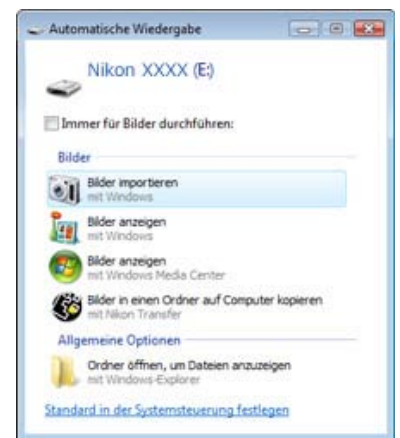 Automatische Wiedergabe
Nikon XXXX (E:)
Immer für Bilder durchführen:
Bilder
Bilder importieren
mit Windows
Bilder anzeigen
mit Windows
Bilder anzeigen
mit Windows Media Center
Bilder in einen Ordner auf Computer kopieren
mit Nikon Transfer
Allgemeine Optionen
Ordner öffnen, um Dateien anzuzeigen
mit Windows-Explorer
Standard in der Systemsteuerung festlegen